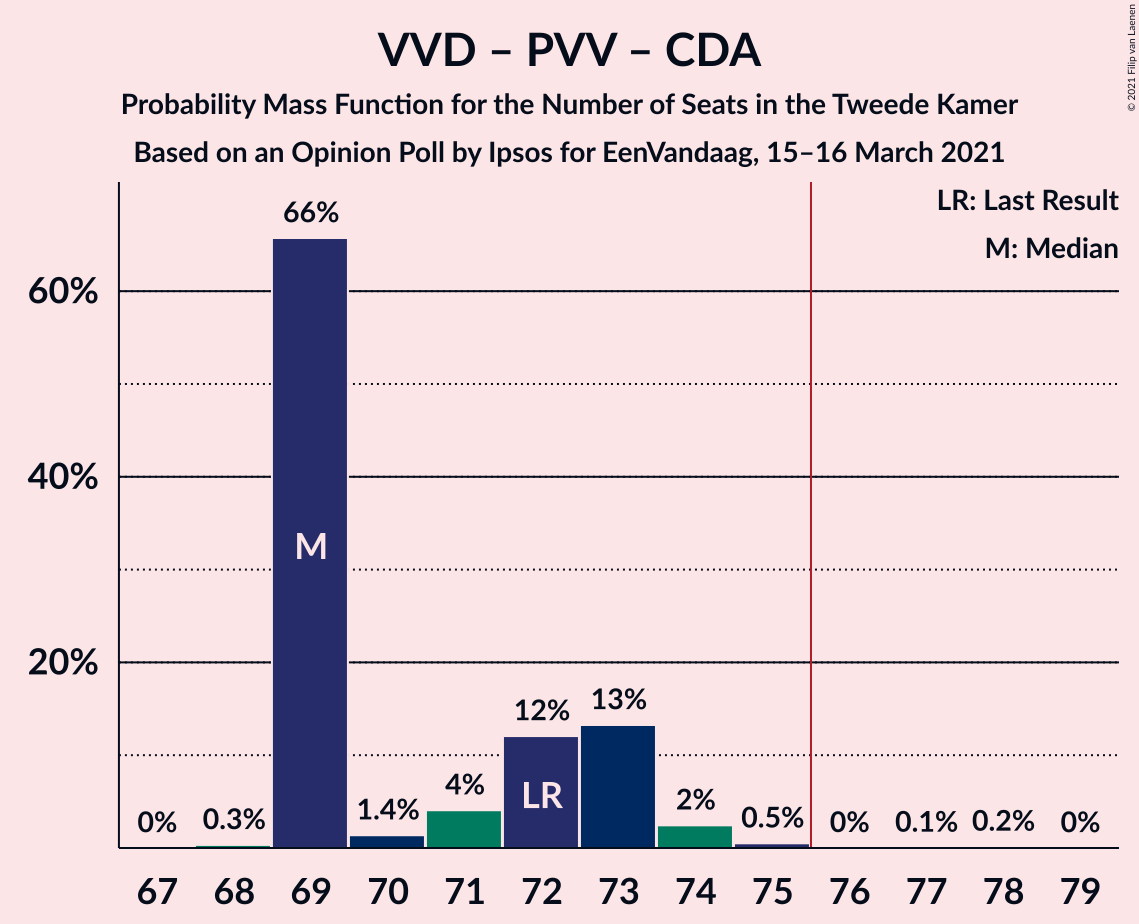 VVD – PVV – CDA
Probability Mass Function for the Number of Seats in the Tweede Kamer
Based on an Opinion Poll by Ipsos for EenVandaag, 15–16 March 2021
© 2021 Filip van Laenen
LR: Last Result
M: Median
66%
60%
M
40%
20%
13%
12%
LR
4%
2%
1.4%
0.5%
0.3%
0%
0%
0.1%
0.2%
0%
67 68 69 70 71 72 73 74 75 76 77 78 79